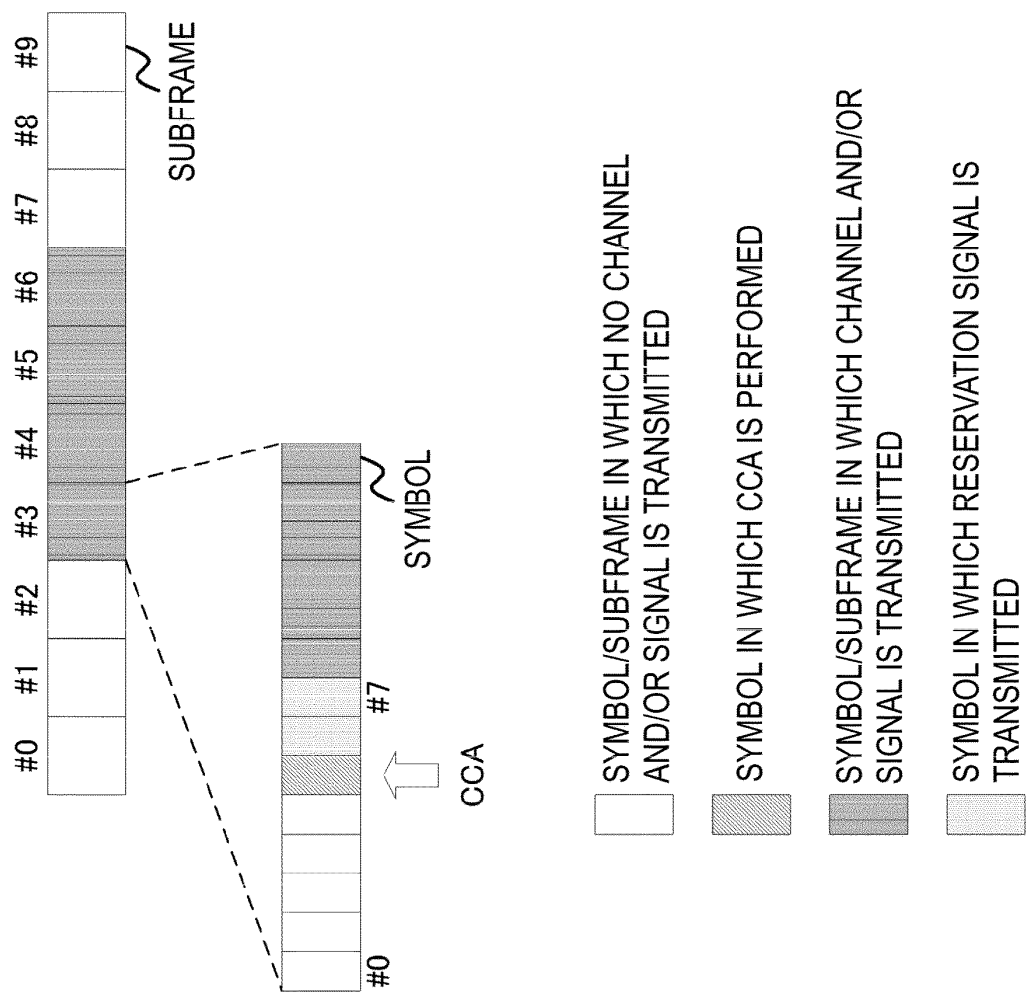 #0 #1 #2 #3 #4 #5 #6 #7 #8 #9
SUBFRAME
SYMBOL
#0 #7
CCA
SYMBOL/SUBFRAME IN WHICH NO CHANNEL
AND/OR SIGNAL IS TRANSMITTED
SYMBOL IN WHICH CCA IS PERFORMED
SYMBOL/SUBFRAME IN WHICH CHANNEL AND/OR
SIGNAL IS TRANSMITTED
SYMBOL IN WHICH RESERVATION SIGNAL IS
TRANSMITTED